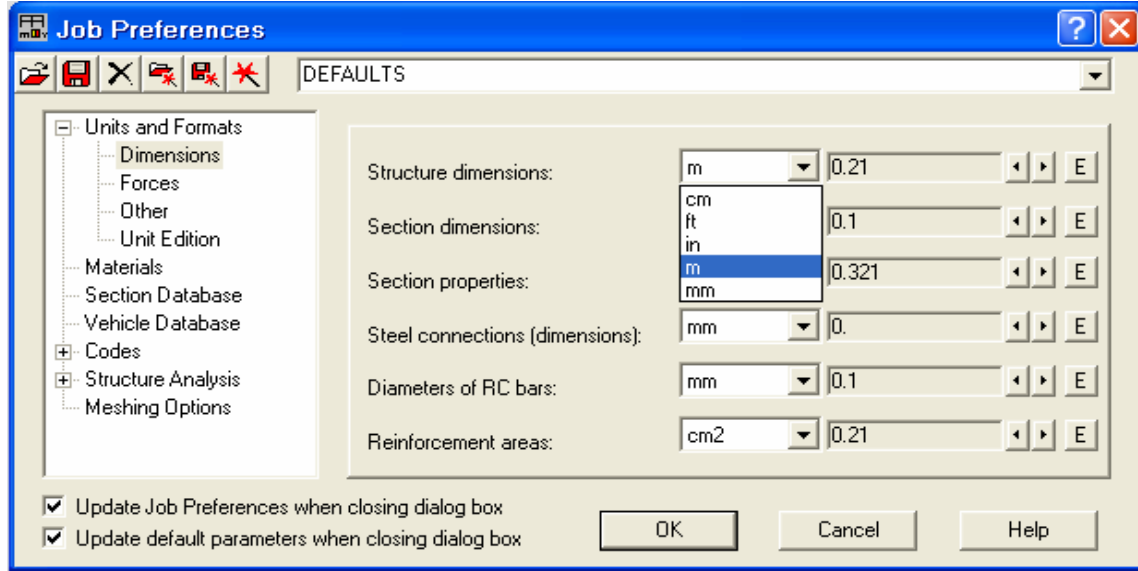 Job Preferences
DEFAULTS
Units and Formats
Dimensions
Forces
Other
Unit Edition
Materials
Section Database
Vehicle Database
Codes
Structure Analysis
Meshing Options
Structure dimensions: m 0.21 E
cm
ft
in
m
mm
Section dimensions: 0.1 E
Section properties: 0.321 E
Steel connections (dimensions): mm 0. E
Diameters of RC bars: mm 0.1 E
Reinforcement areas: cm2 0.21 E
Update Job Preferences when closing dialog box
Update default parameters when closing dialog box
OK Cancel Help